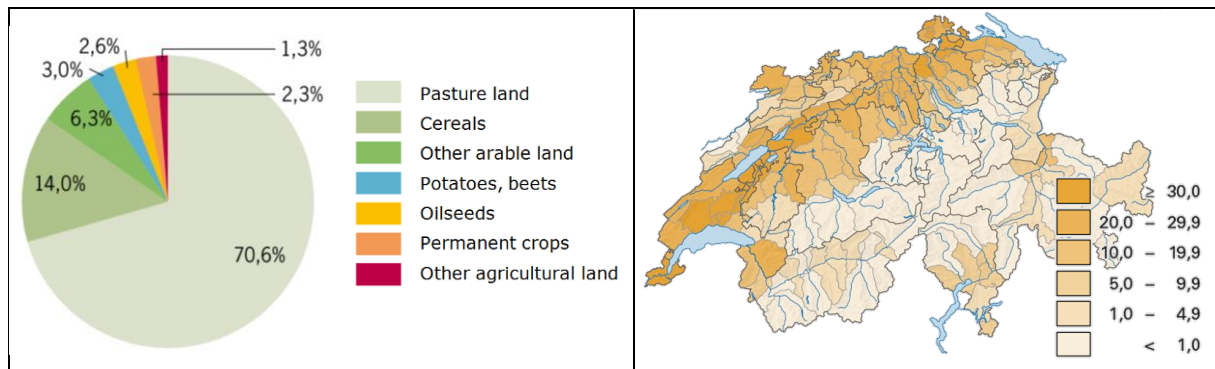 2,6%
1,3%
3,0%
2,3%
6,3%
14,0%
70,6%
Pasture land
Cereals
Other arable land
Potatoes, beets
Oilseeds
Permanent crops
Other agricultural land
≥ 30,0
20,0 – 29,9
10,0 – 19,9
5,0 – 9,9
1,0 – 4,9
< 1,0